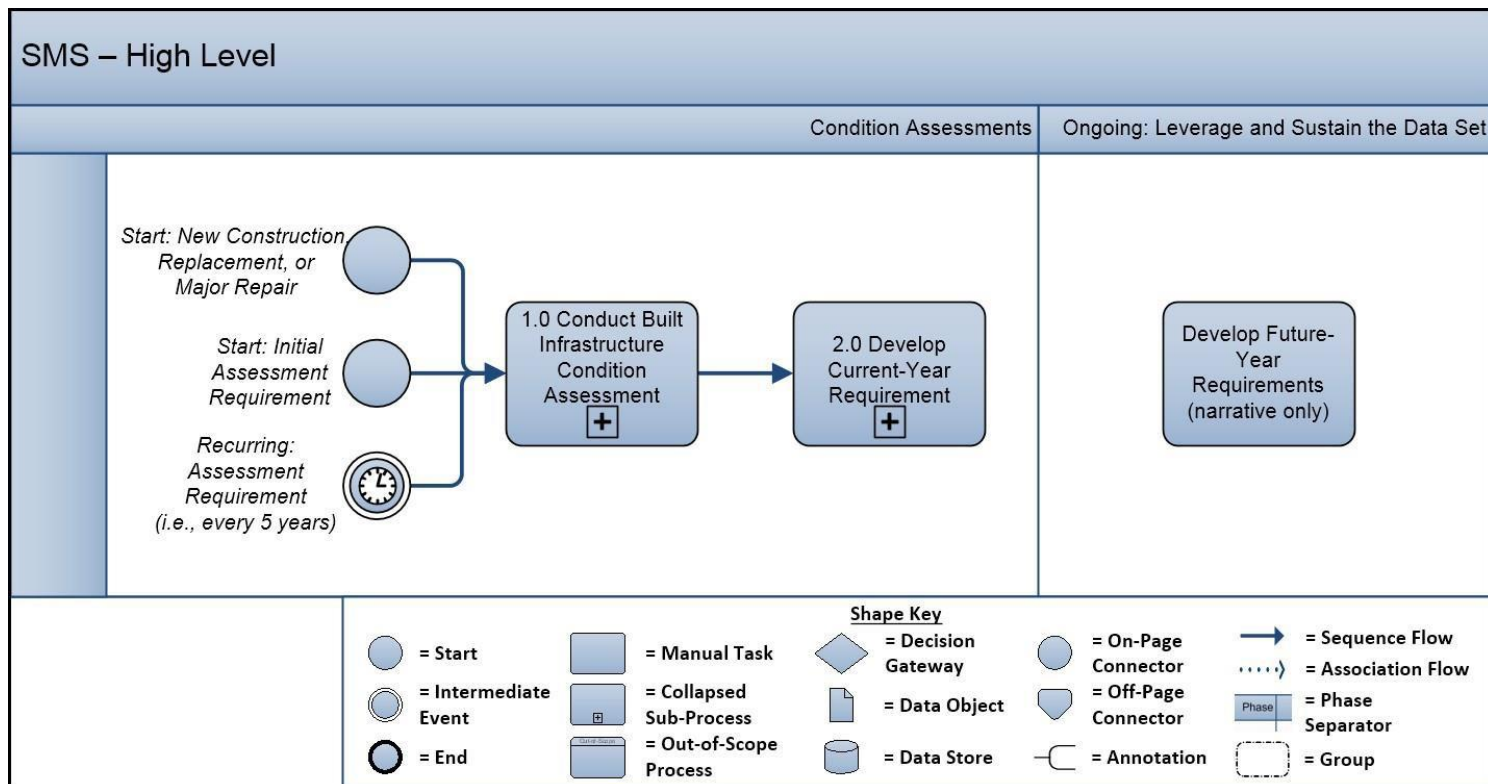 SMS – High Level
Condition Assessments
Ongoing: Leverage and Sustain the Data Set
Start: New Construction,
Replacement, or
Major Repair
Start: Initial
Assessment
Requirement
Recurring:
Assessment
Requirement
(i.e., every 5 years)
1.0 Conduct Built
Infrastructure
Condition
Assessment
2.0 Develop
Current-Year
Requirement
Develop Future-
Year
Requirements
(narrative only)
Shape Key
= Start
= Intermediate
Event
= End
= Manual Task
= Collapsed
Sub-Process
Out-of-Scope
= Out-of-Scope
Process
= Decision
Gateway
= Data Object
= Data Store
= On-Page
Connector
= Off-Page
Connector
= Annotation
= Sequence Flow
= Association Flow
Phase
= Phase
Separator
= Group